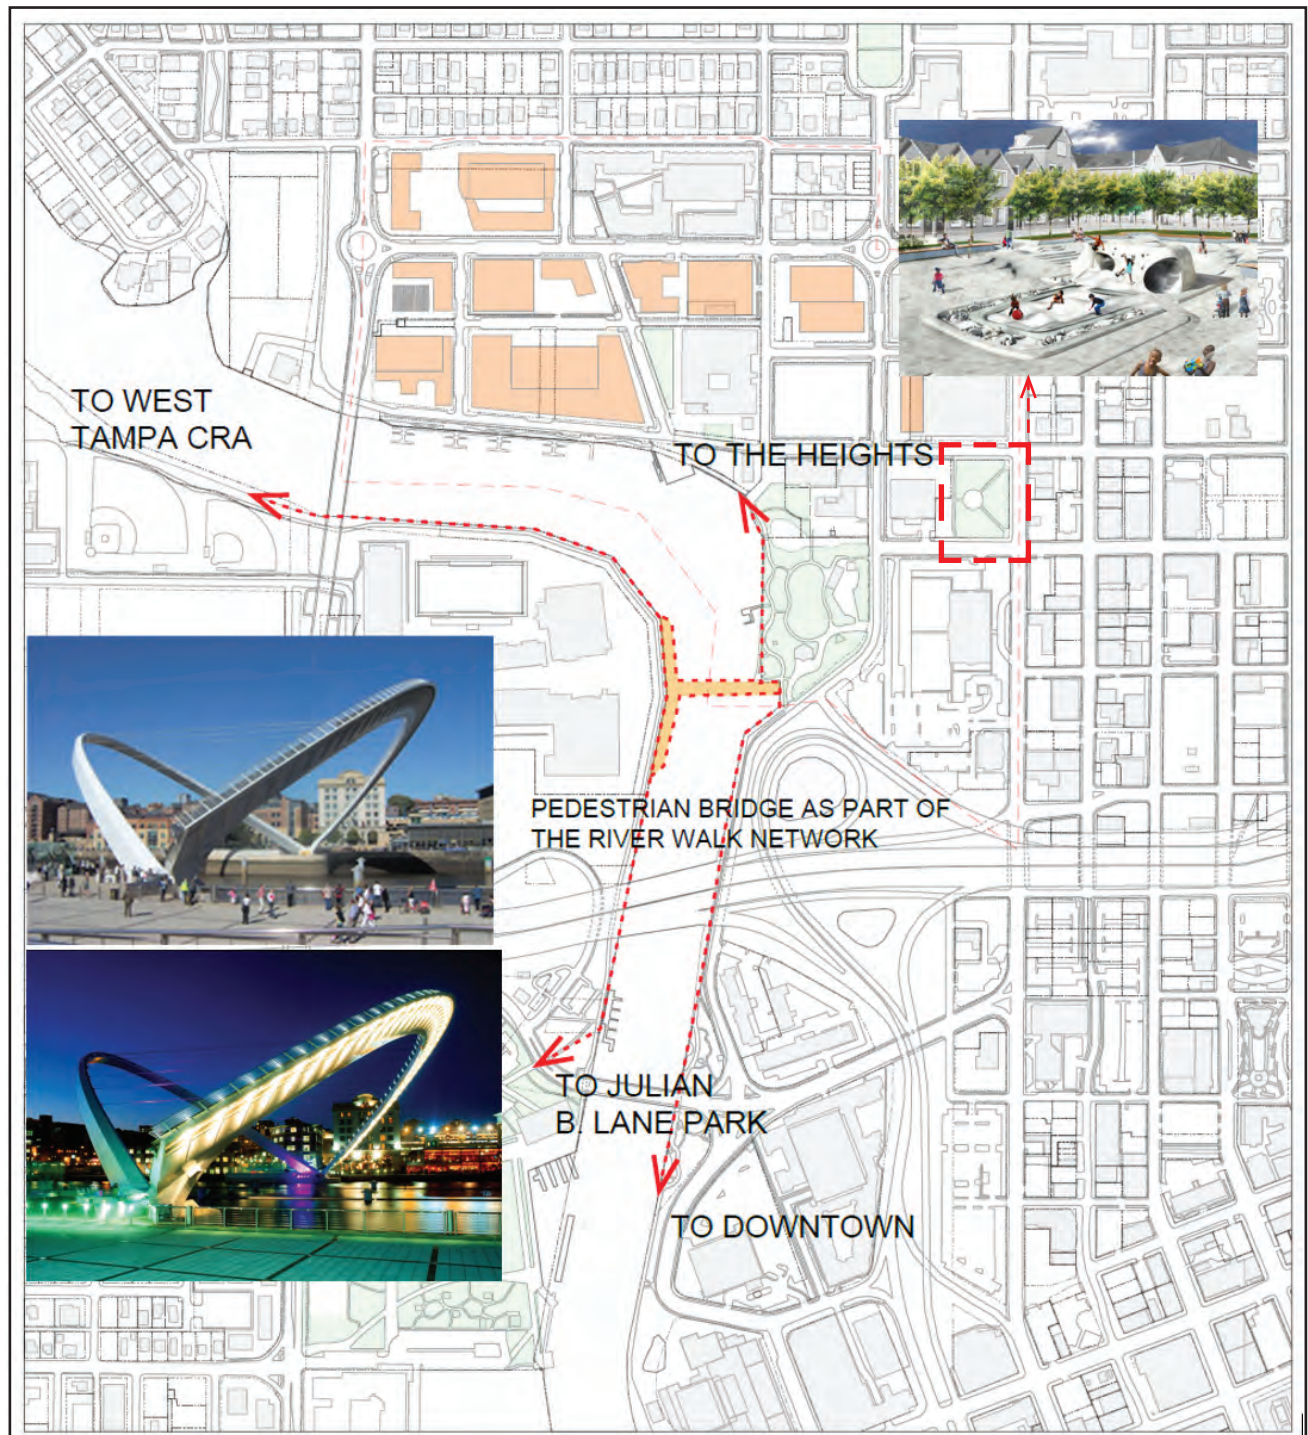 TO WEST
TAMPA CRA
TO THE HEIGHTS
PEDESTRIAN BRIDGE AS PART OF
THE RIVER WALK NETWORK
TO JULIAN
B. LANE PARK
TO DOWNTOWN